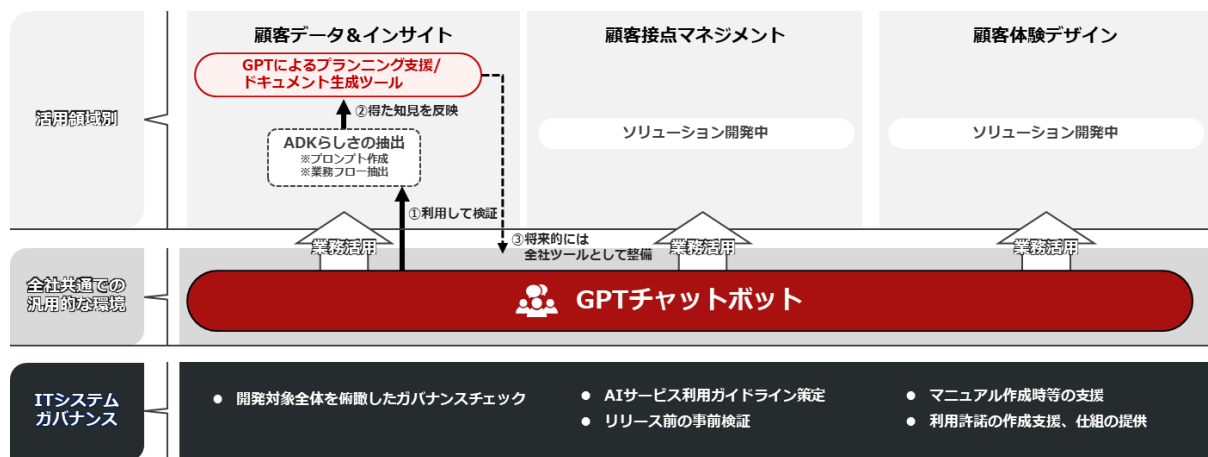 顧客データ＆インサイト
顧客接点マネジメント
顧客体験デザイン
GPTによるプランニング支援/
ドキュメント生成ツール
②得た知見を反映
活用領域別
ADKらしさの抽出
※プロンプト作成
※業務フロー抽出
ソリューション開発中
ソリューション開発中
①利用して検証
業務活用
③将来的には
全社ツールとして整備
業務活用
業務活用
全社共通での
汎用的な環境
GPTチャットボット
ITシステム
ガバナンス
● 開発対象全体を俯瞰したガバナンスチェック
● AIサービス利用ガイドライン策定
● リリース前の事前検証
● マニュアル作成時等の支援
● 利用許諾の作成支援、仕組の提供